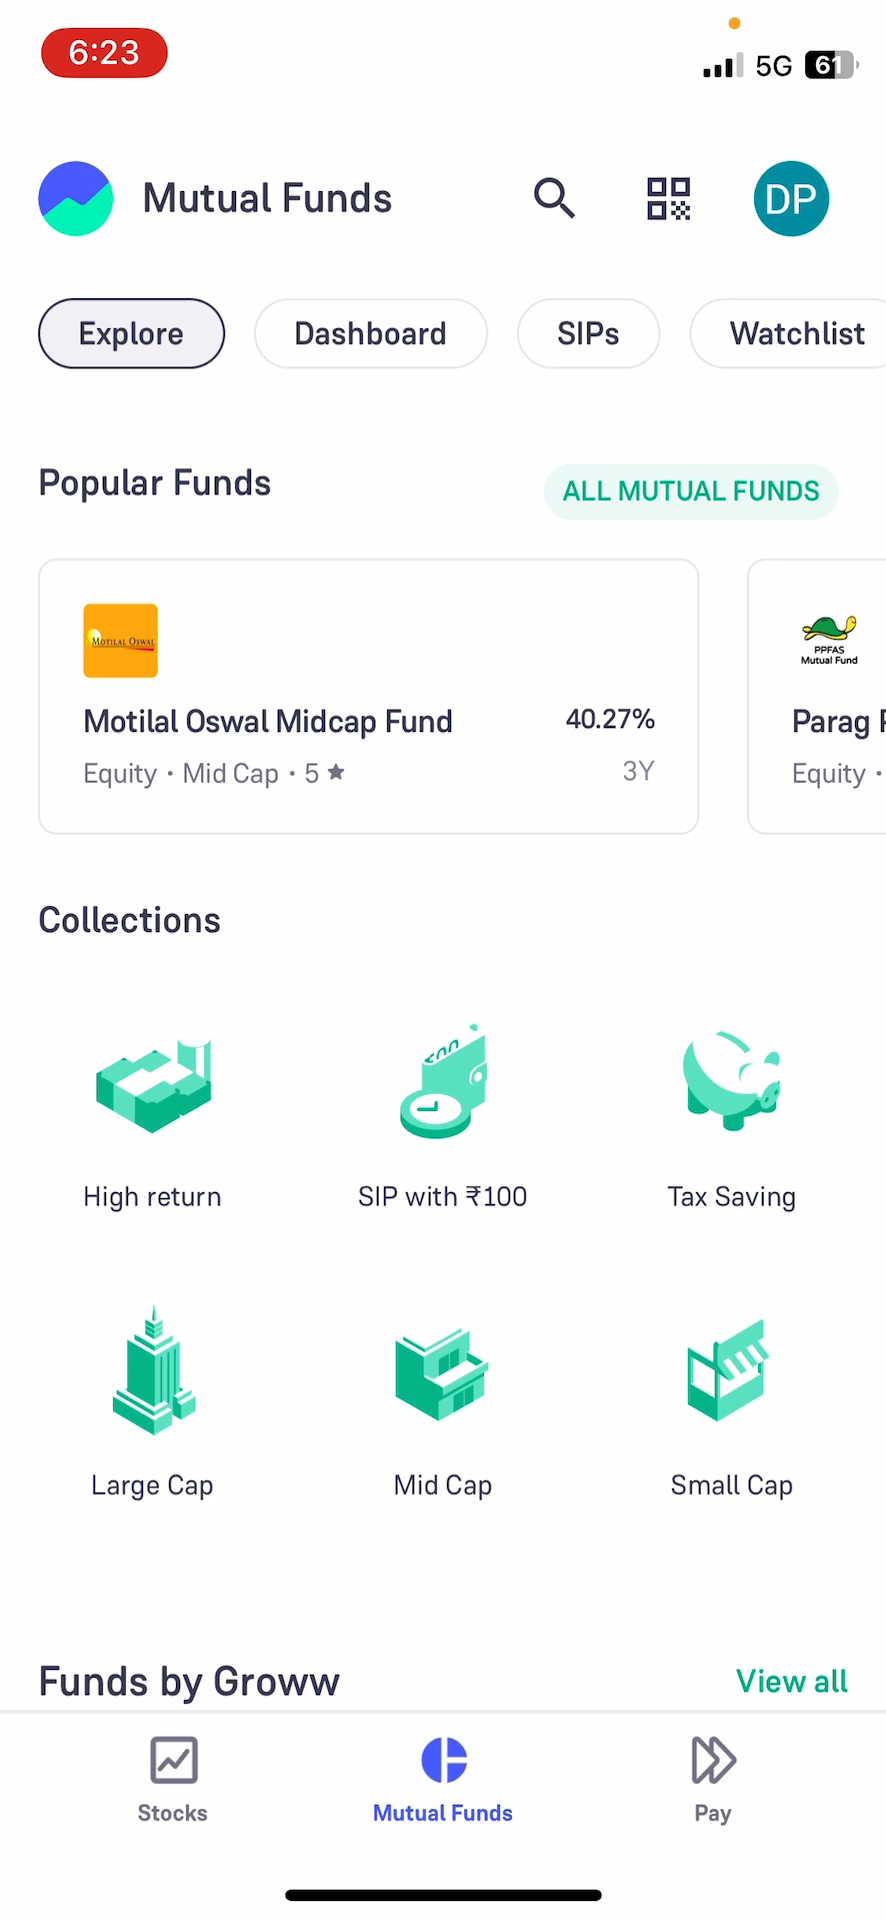 6:23
5G 61
Mutual Funds
DP
Explore
Dashboard
SIPs
Watchlist
Popular Funds
ALL MUTUAL FUNDS
MOTILAL OSWAL
Motilal Oswal Midcap Fund
40.27%
Equity • Mid Cap • 5 ★
3Y
PPFAS
Mutual Fund
Parag
Equity •
Collections
High return
SIP with ₹100
Tax Saving
Large Cap
Mid Cap
Small Cap
Funds by Groww
View all
Stocks
Mutual Funds
Pay